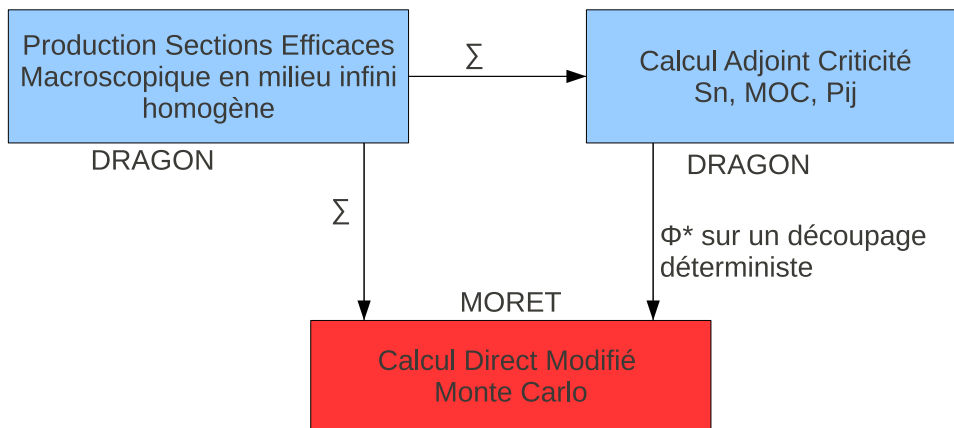 Production Sections Efficaces
Macroscopique en milieu infini
homogène
∑
Calcul Adjoint Criticité
Sn, MOC, Pij
DRAGON
DRAGON
∑
Φ* sur un découpage
déterministe
MORET
Calcul Direct Modifié
Monte Carlo